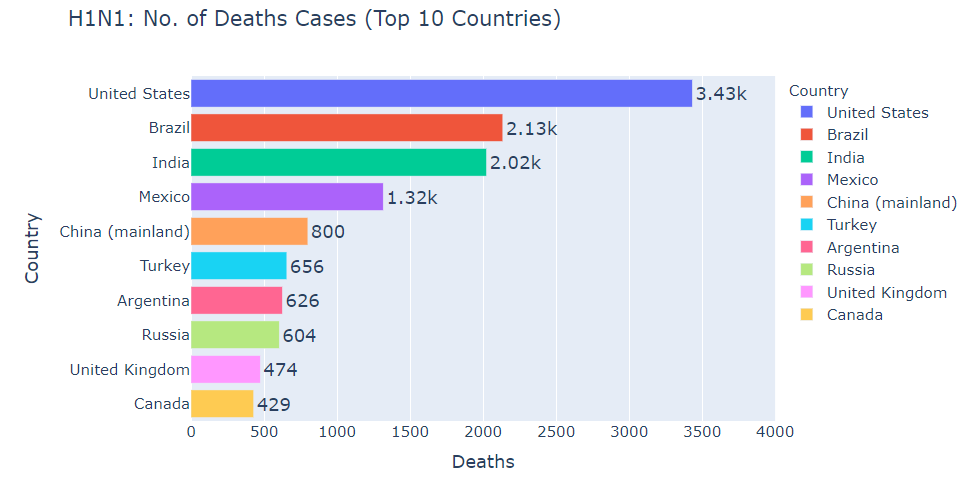 H1N1: No. of Deaths Cases (Top 10 Countries)
Country
United States 3.43k
Brazil 2.13k
India 2.02k
Mexico 1.32k
China (mainland) 800
Turkey 656
Argentina 626
Russia 604
United Kingdom 474
Canada 429
0 500 1000 1500 2000 2500 3000 3500 4000
Deaths
Country
United States
Brazil
India
Mexico
China (mainland)
Turkey
Argentina
Russia
United Kingdom
Canada